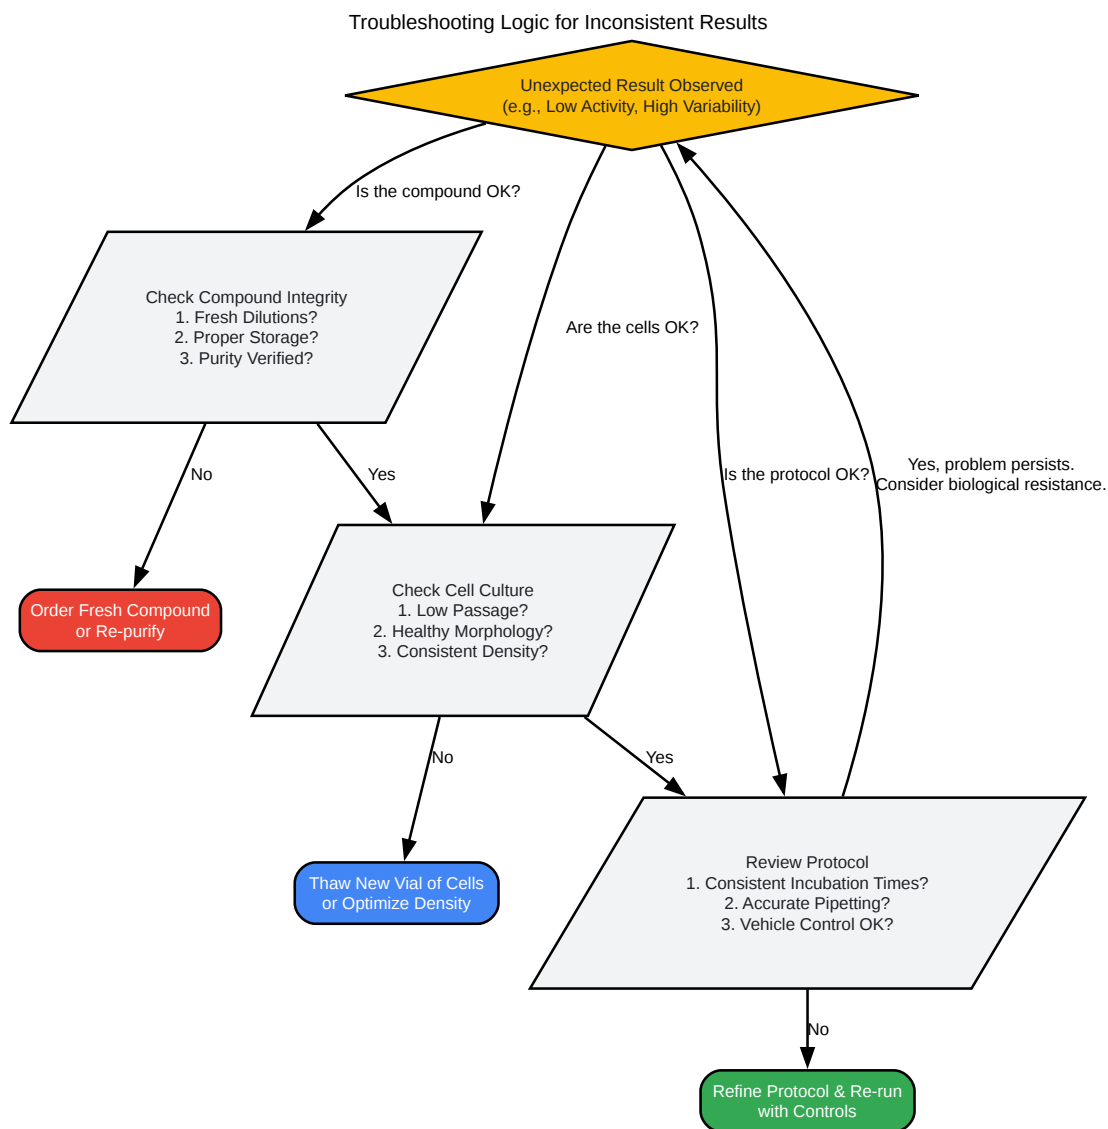 Troubleshooting Logic for Inconsistent Results
Unexpected Result Observed
(e.g., Low Activity, High Variability)
Is the compound OK?
Check Compound Integrity
1. Fresh Dilutions?
2. Proper Storage?
3. Purity Verified?
Are the cells OK?
No
Yes
Is the protocol OK?
Yes, problem persists.
Consider biological resistance.
Order Fresh Compound
or Re-purify
Check Cell Culture
1. Low Passage?
2. Healthy Morphology?
3. Consistent Density?
No
Yes
Thaw New Vial of Cells
or Optimize Density
Review Protocol
1. Consistent Incubation Times?
2. Accurate Pipetting?
3. Vehicle Control OK?
No
Refine Protocol & Re-run
with Controls